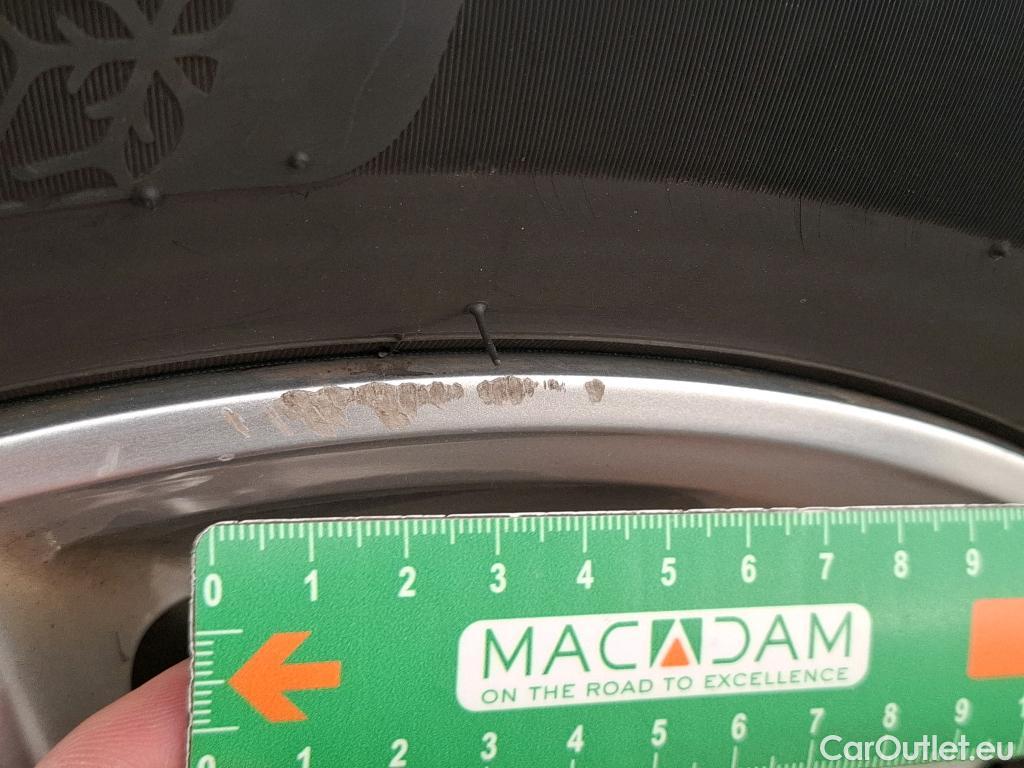 0 1 2 3 4 5 6 7 8 9
MACADAM
ON THE ROAD TO EXCELLENCE
0 1 2 3 4 5 6 7 8 9
CarOutlet.eu